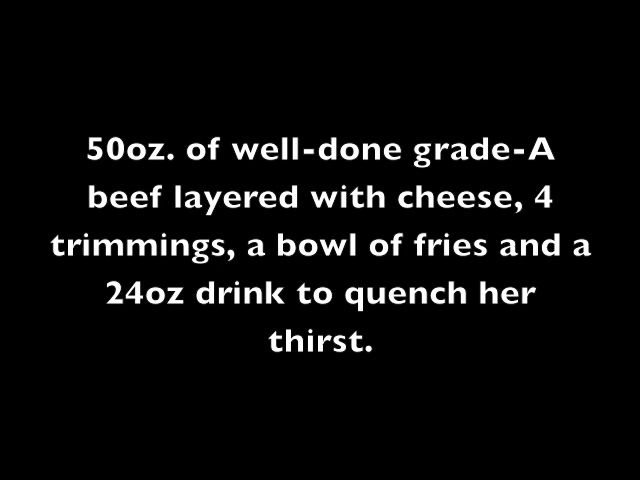 50oz. of well-done grade-A
beef layered with cheese, 4
trimmings, a bowl of fries and a
24oz drink to quench her
thirst.